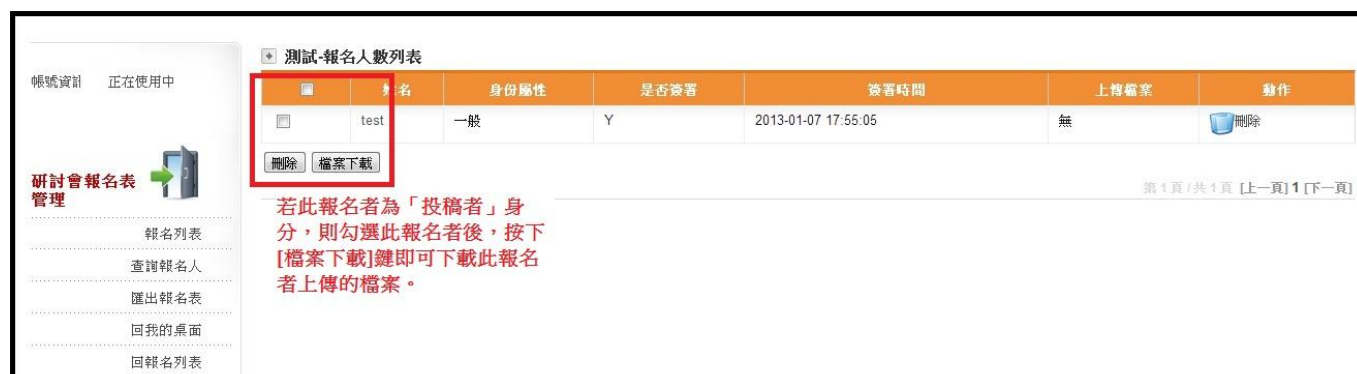 測試-報名人數列表
帳號資訊 正在使用中
姓名 身份屬性 是否簽署 簽署時間 上傳檔案 動作
test 一般 Y 2013-01-07 17:55:05 無 刪除
刪除 檔案下載
第1頁/共1頁 [上一頁] 1 [下一頁]
若此報名者為「投稿者」身
分,則勾選此報名者後,按下
[檔案下載]鍵即可下載此報名
者上傳的檔案。
研討會報名表
管理
報名列表
查詢報名人
匯出報名表
回我的桌面
回報名列表